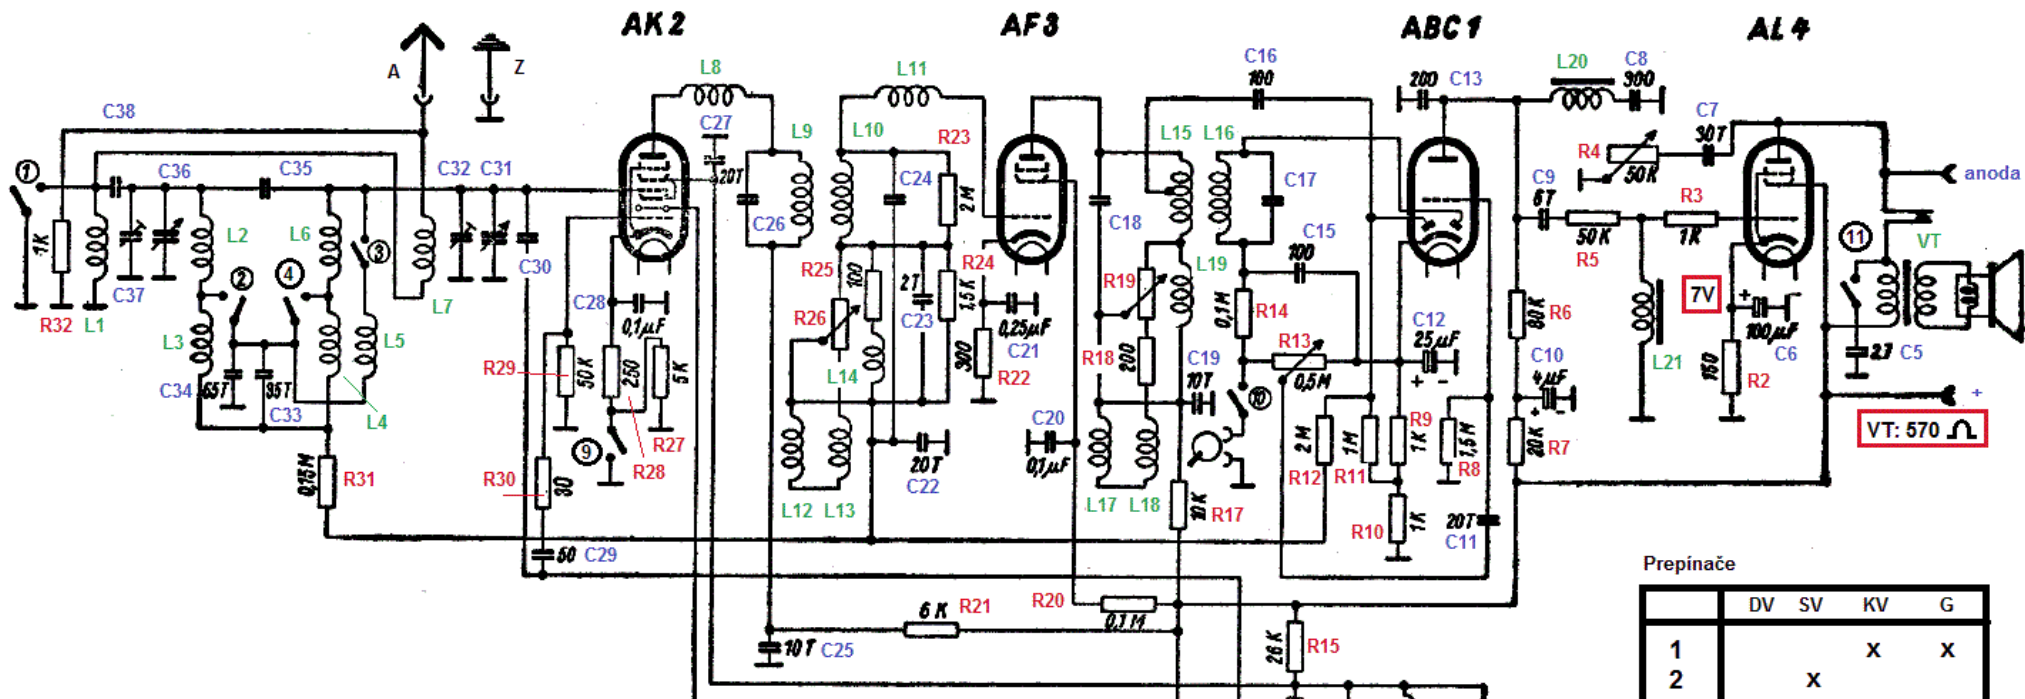 AK 2
AF 3
ABC 1
AL 4
A
Z
C38
C36
C35
C32
C31
C37
1
1K
R32
L1
L2
L6
3
2
4
L7
L3
L5
C34
65T
35T
C33
L4
0,15M
R31
C30
C28
0,1µF
R29
50K
250
5K
R27
R28
9
R30
30
50
C29
L8
C27
20T
L9
C26
L10
L11
R23
C24
2M
R25
100
2T
R24
1,5K
R26
C23
L14
0,25µF
C21
300
R22
L12
L13
20T
C22
6K
R21
10T
C25
C20
0,1µF
R20
0,1M
C16
100
L15
L16
C18
C17
C15
100
L19
R19
R18
200
C19
10T
0,1M
R14
R13
0,5M
10
L17
L18
10K
R17
2M
R12
1M
R11
C12
25µF
+ -
R9
1K
1,5M
R8
R10
1K
20T
C11
26K
R15
200
C13
L20
C8
300
C7
30T
R4
50K
C9
6T
50K
R5
R3
1K
R6
80K
C10
4µF
+ -
R7
20K
L21
7V
+ -
100µF
C6
150
R2
11
VT
2T
C5
anoda
+
VT: 570
Prepínače
DV SV KV G
1 x x
2 x